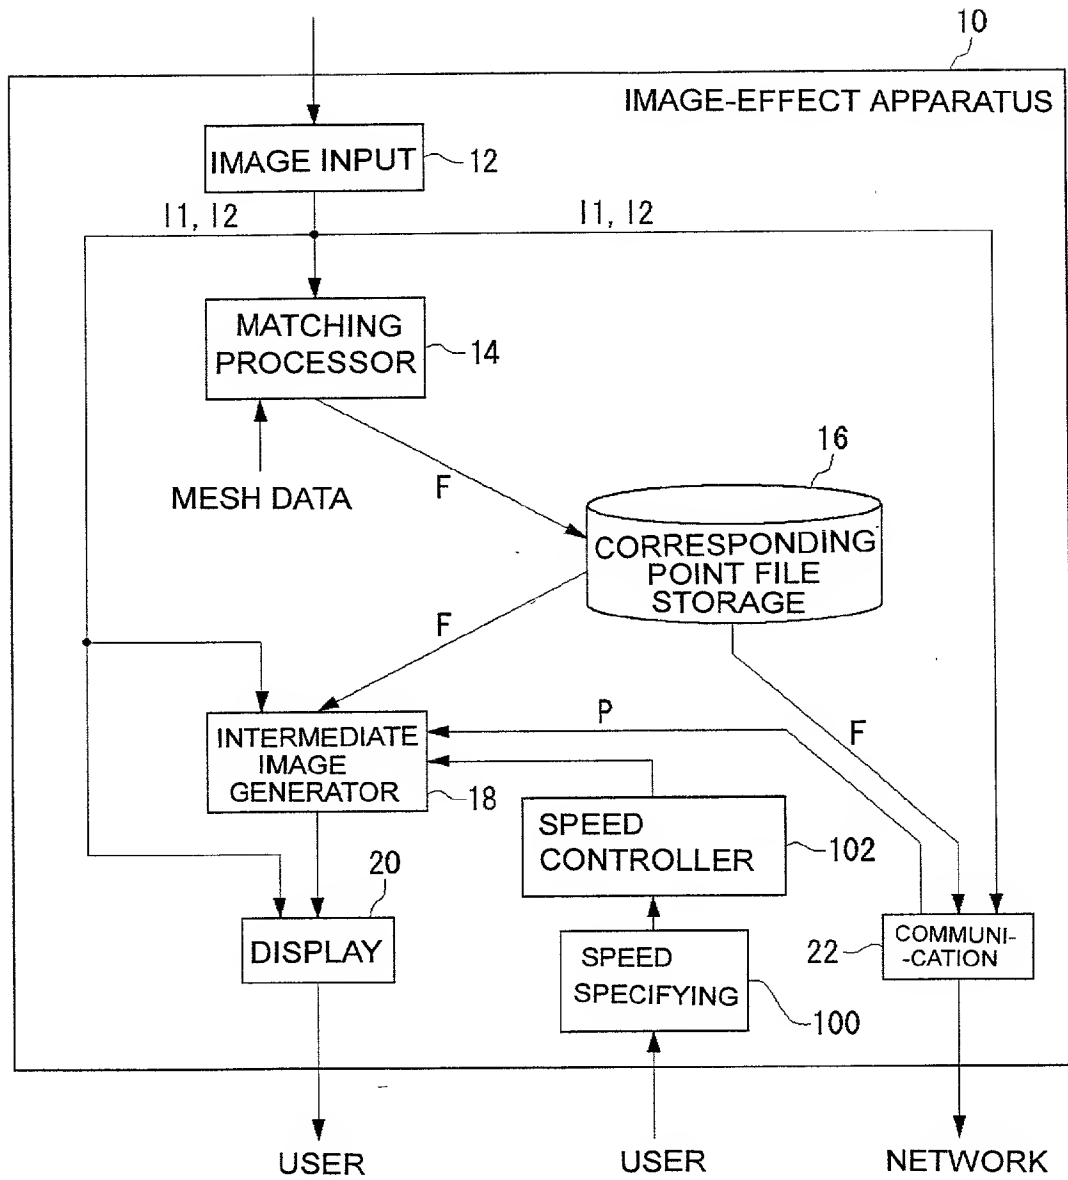 10
IMAGE-EFFECT APPARATUS
IMAGE INPUT
12
I1, I2
I1, I2
MATCHING
PROCESSOR
14
MESH DATA
F
16
CORRESPONDING
POINT FILE
STORAGE
F
P
F
INTERMEDIATE
IMAGE
GENERATOR
18
SPEED
CONTROLLER
102
20
DISPLAY
SPEED
SPECIFYING
100
22
COMMUNI-
-CATION
USER
USER
NETWORK